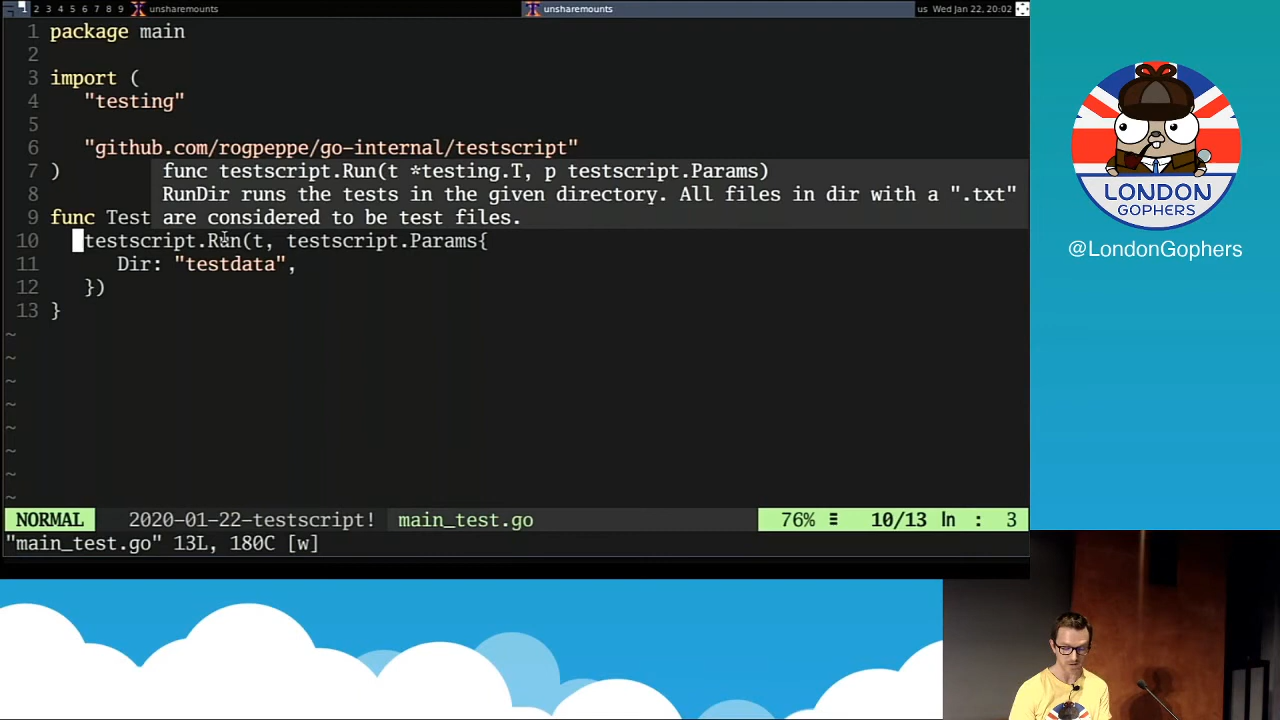 1 2 3 4 5 6 7 8 9 unsharemounts unsharemounts us Wed Jan 22, 20:02
1 package main
2
3 import (
4 "testing"
5
6 "github.com/rogpeppe/go-internal/testscript"
7 ) func testscript.Run(t *testing.T, p testscript.Params)
8 RunDir runs the tests in the given directory. All files in dir with a ".txt"
9 func Test are considered to be test files.
10 testscript.Run(t, testscript.Params{
11 Dir: "testdata",
12 })
13 }
~
~
~
~
~
~
~
~
NORMAL 2020-01-22-testscript! main_test.go 76% ≡ 10/13 ln : 3
"main_test.go" 13L, 180C [w]
LONDON
GOPHERS
@LondonGophers